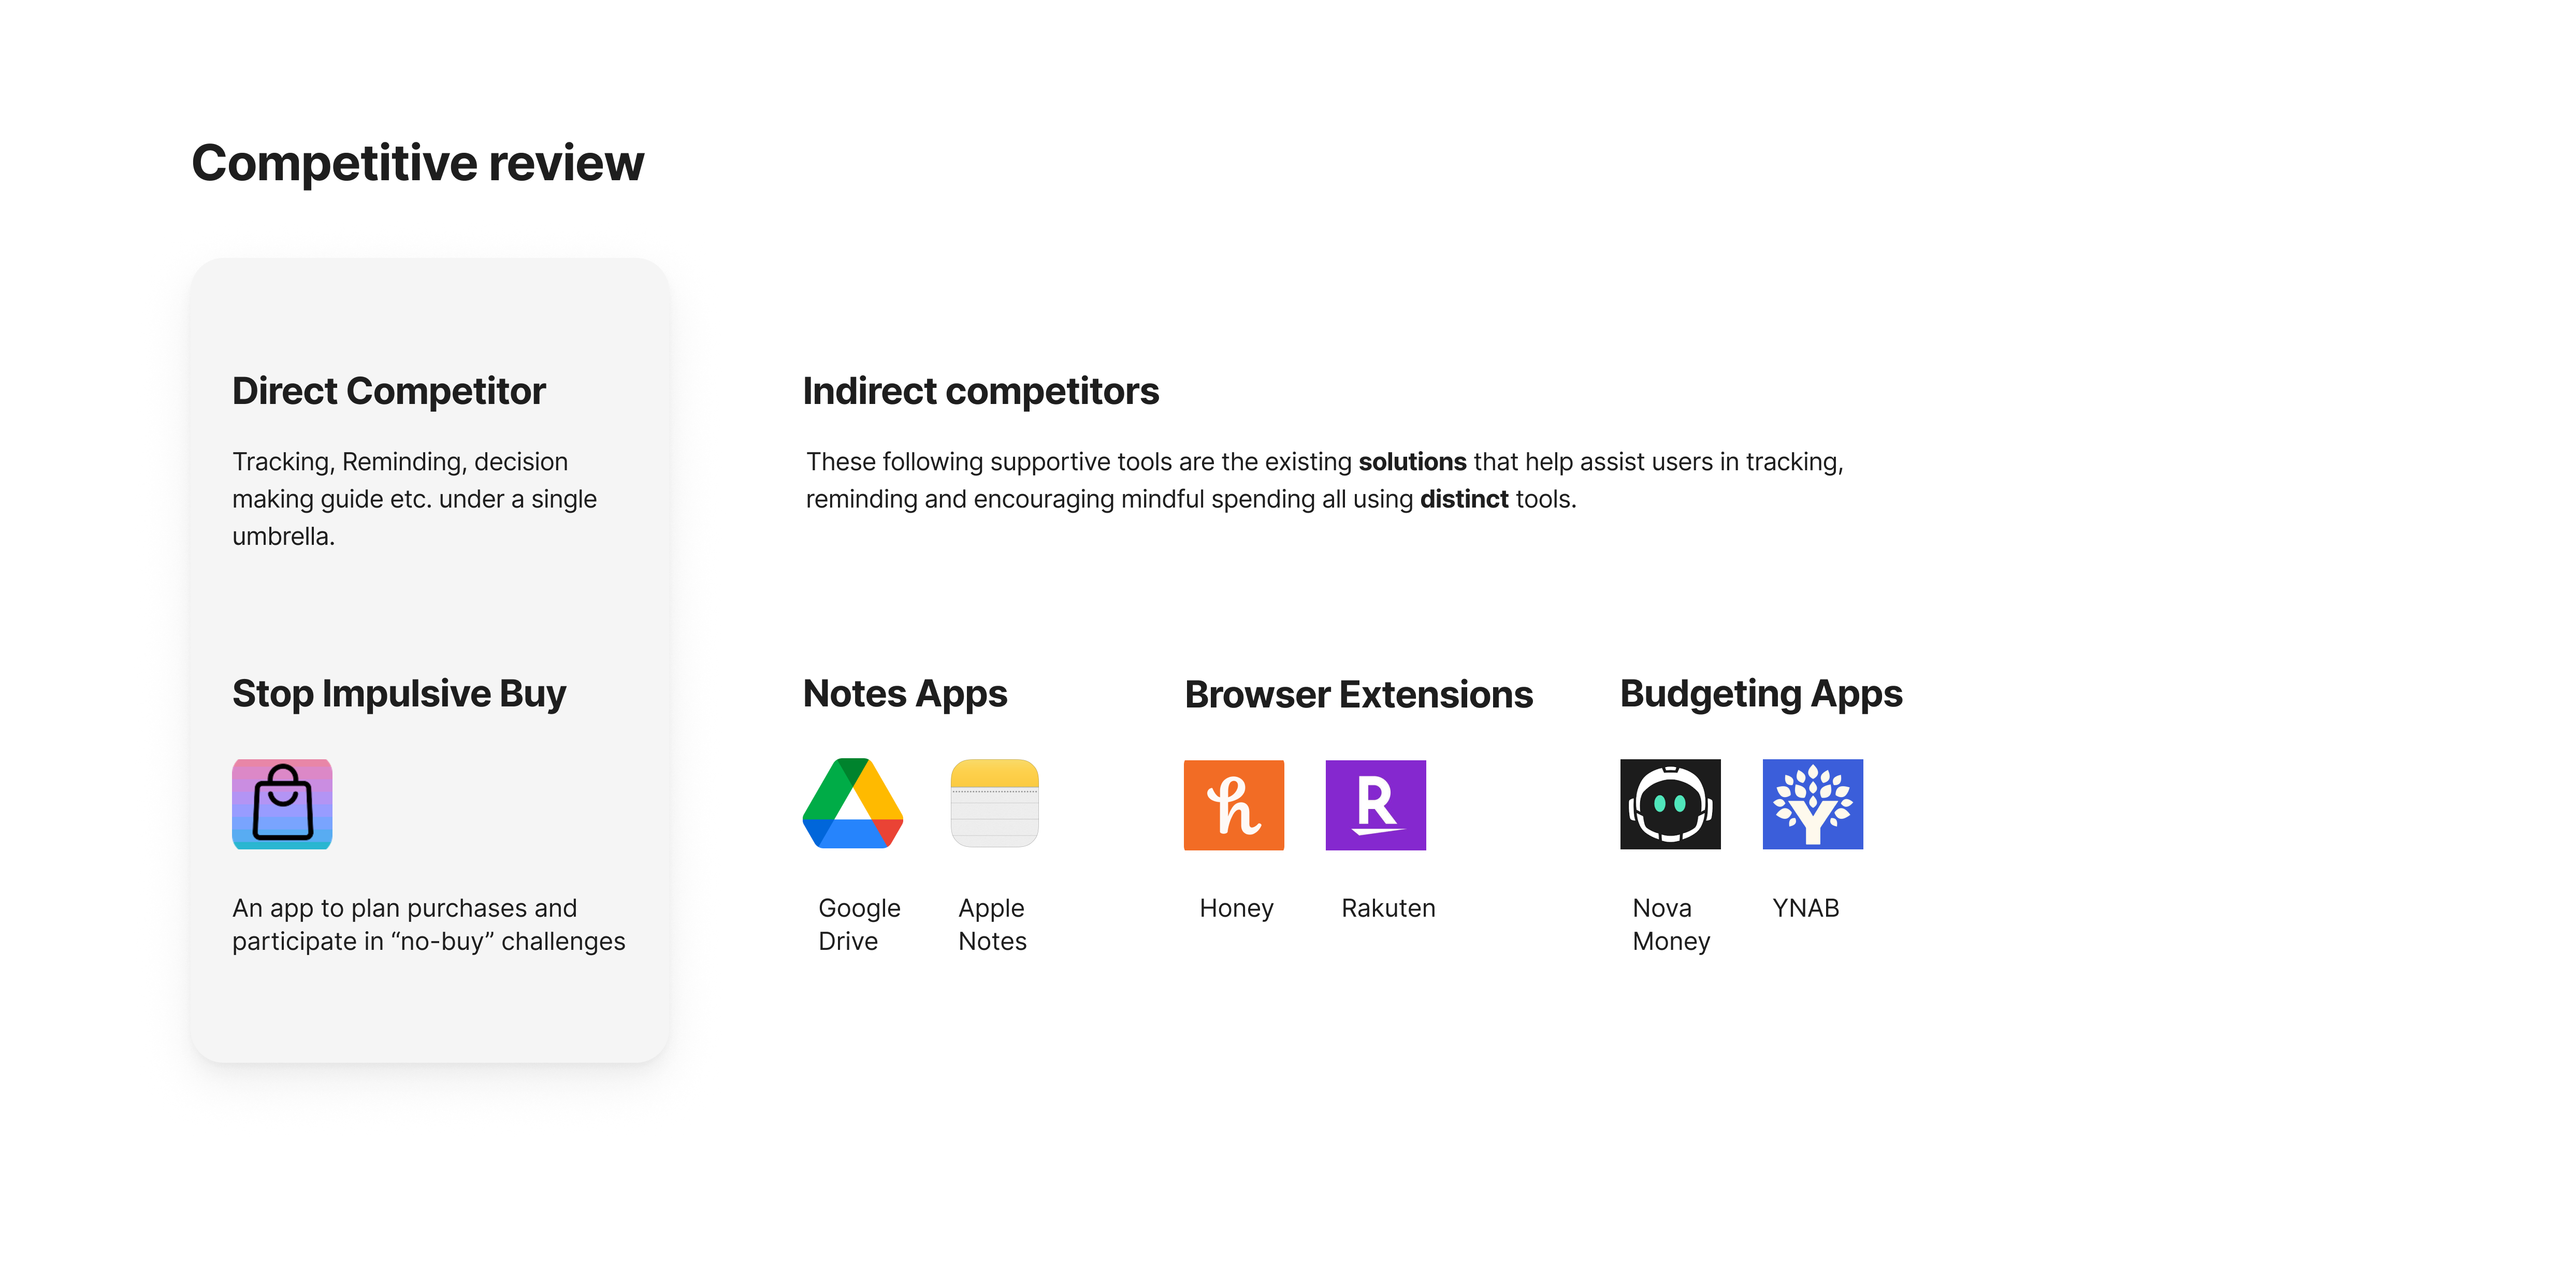 Competitive review
Direct Competitor
Tracking, Reminding, decision
making guide etc. under a single
umbrella.
Stop Impulsive Buy
An app to plan purchases and
participate in “no-buy” challenges
Indirect competitors
These following supportive tools are the existing solutions that help assist users in tracking,
reminding and encouraging mindful spending all using distinct tools.
Notes Apps
Google
Drive
Apple
Notes
Browser Extensions
h
Honey
R
Rakuten
Budgeting Apps
Nova
Money
Y
YNAB